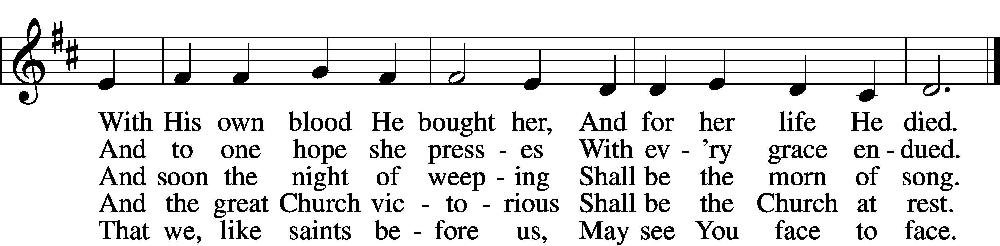 With His own blood He bought her, And for her life He died.
And to one hope she press - es With ev - ’ry grace en - dued.
And soon the night of weep - ing Shall be the morn of song.
And the great Church vic - to - rious Shall be the Church at rest.
That we, like saints be - fore us, May see You face to face.